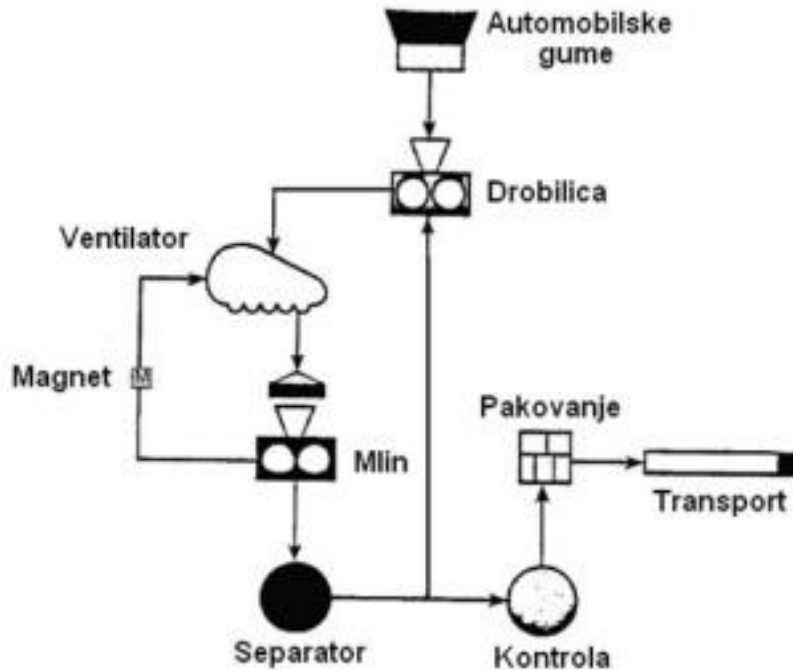 Automobilske
gume
Drobilica
Ventilator
Magnet
M
Mlin
Pakovanje
Transport
Separator
Kontrola